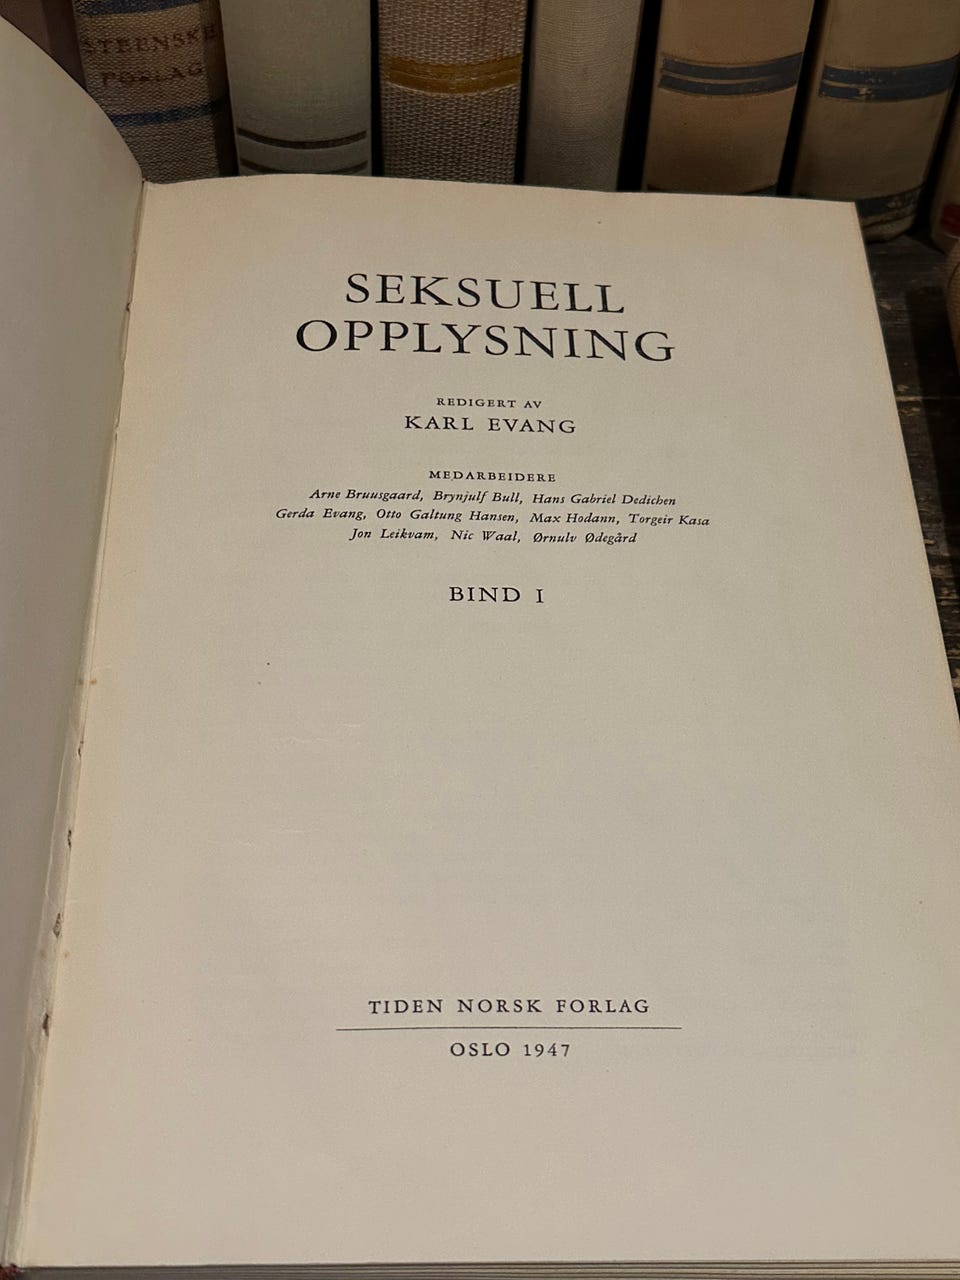 STEENSKE
FORLAG
SEKSUELL
OPPLYSNING
REDIGERT AV
KARL EVANG
MEDARBEIDERE
Arne Bruusgaard, Brynjulf Bull, Hans Gabriel Dedichen
Gerda Evang, Otto Galtung Hansen, Max Hodann, Torgeir Kasa
Jon Leikvam, Nic Waal, Ørnulv Ødegård
BIND I
TIDEN NORSK FORLAG
OSLO 1947